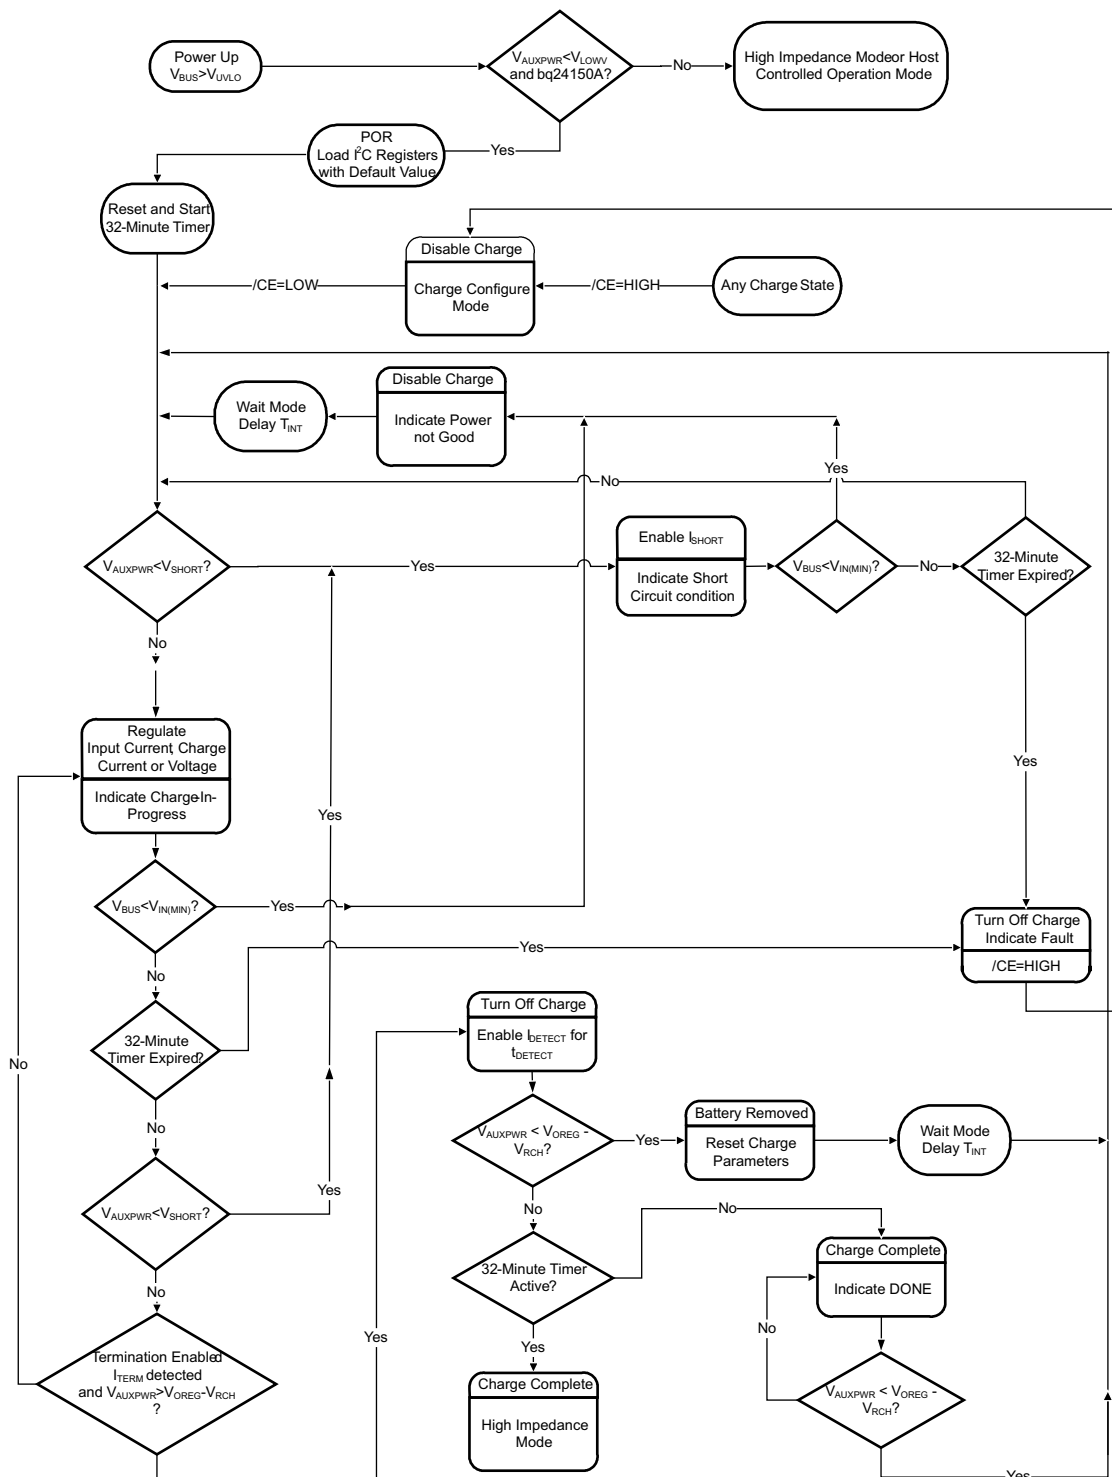 Power Up
VBUS>VUVLO
VAUXPWR<VLOWV
and bq24150A?
No
High Impedance Modeor Host
Controlled Operation Mode
Yes
POR
Load I2C Registers
with Default Value
Reset and Start
32-Minute Timer
Disable Charge
Charge Configure
Mode
/CE=LOW
/CE=HIGH
Any Charge State
Disable Charge
Indicate Power
not Good
Wait Mode
Delay TINT
Yes
No
VAUXPWR<VSHORT?
Yes
Enable ISHORT
Indicate Short
Circuit condition
VBUS<VIN(MIN)?
No
32-Minute
Timer Expired?
No
Regulate
Input Current, Charge
Current or Voltage
Indicate Charge-In-
Progress
Yes
Yes
VBUS<VIN(MIN)?
Yes
Turn Off Charge
Indicate Fault
/CE=HIGH
Yes
No
32-Minute
Timer Expired?
No
Turn Off Charge
Enable IDETECT for
tDETECT
No
VAUXPWR < VOREG -
VRCH?
Yes
Battery Removed
Reset Charge
Parameters
Wait Mode
Delay TINT
VAUXPWR<VSHORT?
Yes
No
No
32-Minute Timer
Active?
Charge Complete
Indicate DONE
No
Yes
No
Yes
Termination Enabled
ITERM detected
and VAUXPWR>VOREG-VRCH
?
Charge Complete
High Impedance
Mode
VAUXPWR < VOREG -
VRCH?
Yes